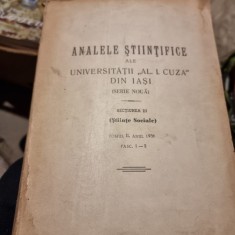 ANALELE ŞTIINŢIFICE
ALE
UNIVERSITĂŢII „AL. I. CUZA"
DIN IAŞI
(SERIE NOUĂ)
SECŢIUNEA III
(Ştiinţe Sociale)
TOMUL II, ANUL 1956
FASC. 1—2